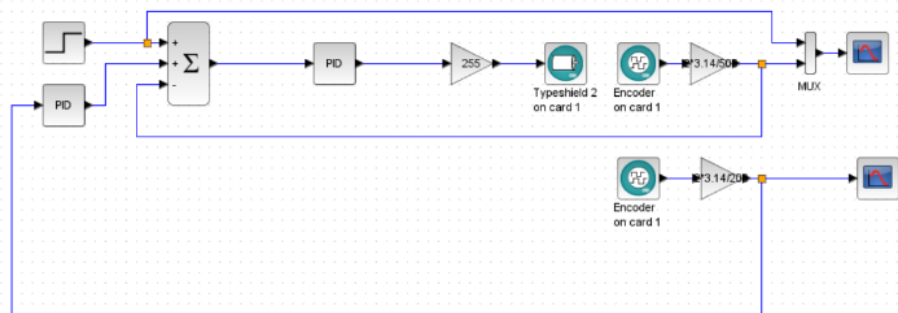 +
+
-
Σ
PID
255
Typeshield 2
on card 1
Encoder
on card 1
MUX
PID
Encoder
on card 1